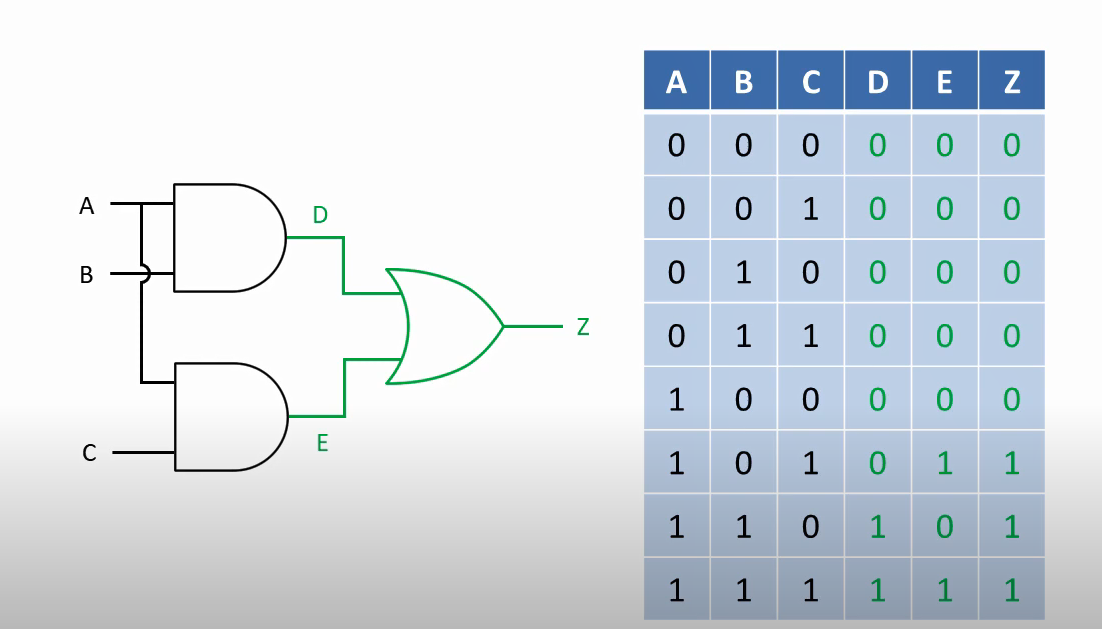 A
B
C
D
E
Z
A B C D E Z
0 0 0 0 0 0
0 0 1 0 0 0
0 1 0 0 0 0
0 1 1 0 0 0
1 0 0 0 0 0
1 0 1 0 1 1
1 1 0 1 0 1
1 1 1 1 1 1